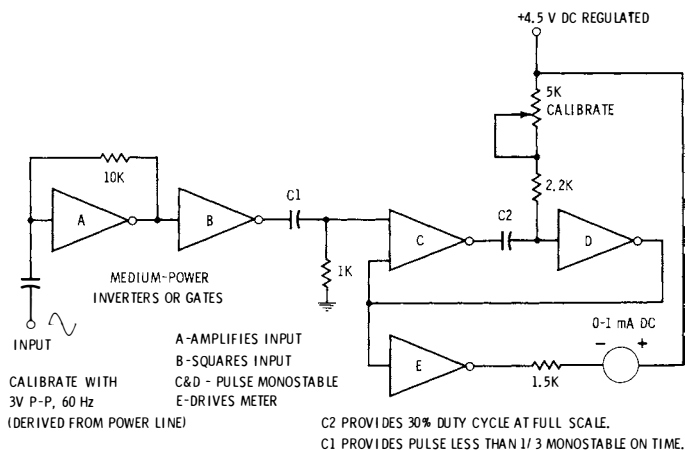 +4.5 V DC REGULATED
5K
CALIBRATE
10K
2.2K
C1
C2
A
B
C
D
1K
MEDIUM-POWER
INVERTERS OR GATES
0-1 mA DC
- +
E
1.5K
INPUT
A-AMPLIFIES INPUT
B-SQUARES INPUT
C&D - PULSE MONOSTABLE
E-DRIVES METER
CALIBRATE WITH
3V P-P, 60 Hz
(DERIVED FROM POWER LINE)
C2 PROVIDES 30% DUTY CYCLE AT FULL SCALE.
C1 PROVIDES PULSE LESS THAN 1/3 MONOSTABLE ON TIME.